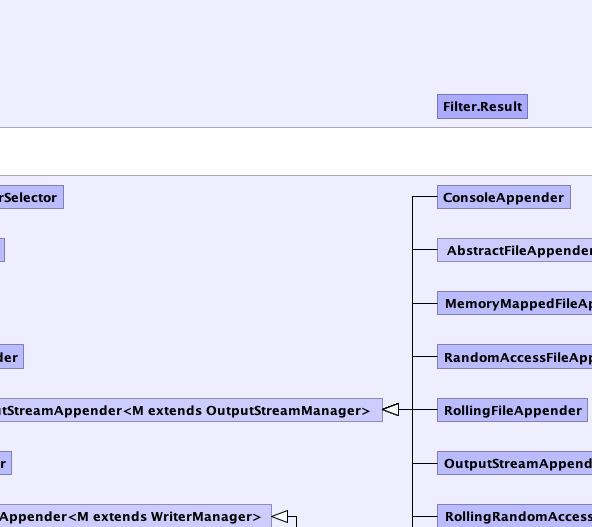 Filter.Result
rSelector
ConsoleAppender
AbstractFileAppender
MemoryMappedFileAp
der
RandomAccessFileApp
tStreamAppender<M extends OutputStreamManager>
RollingFileAppender
r
OutputStreamAppend
Appender<M extends WriterManager>
RollingRandomAccess